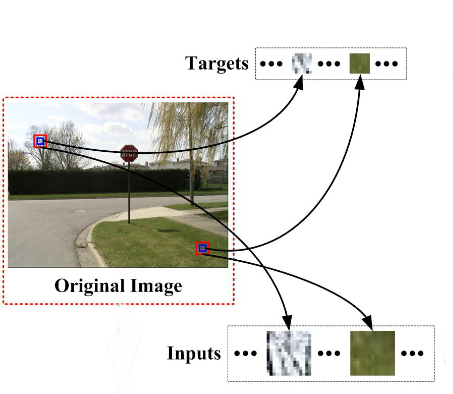 Targets
STOP
Original Image
Inputs